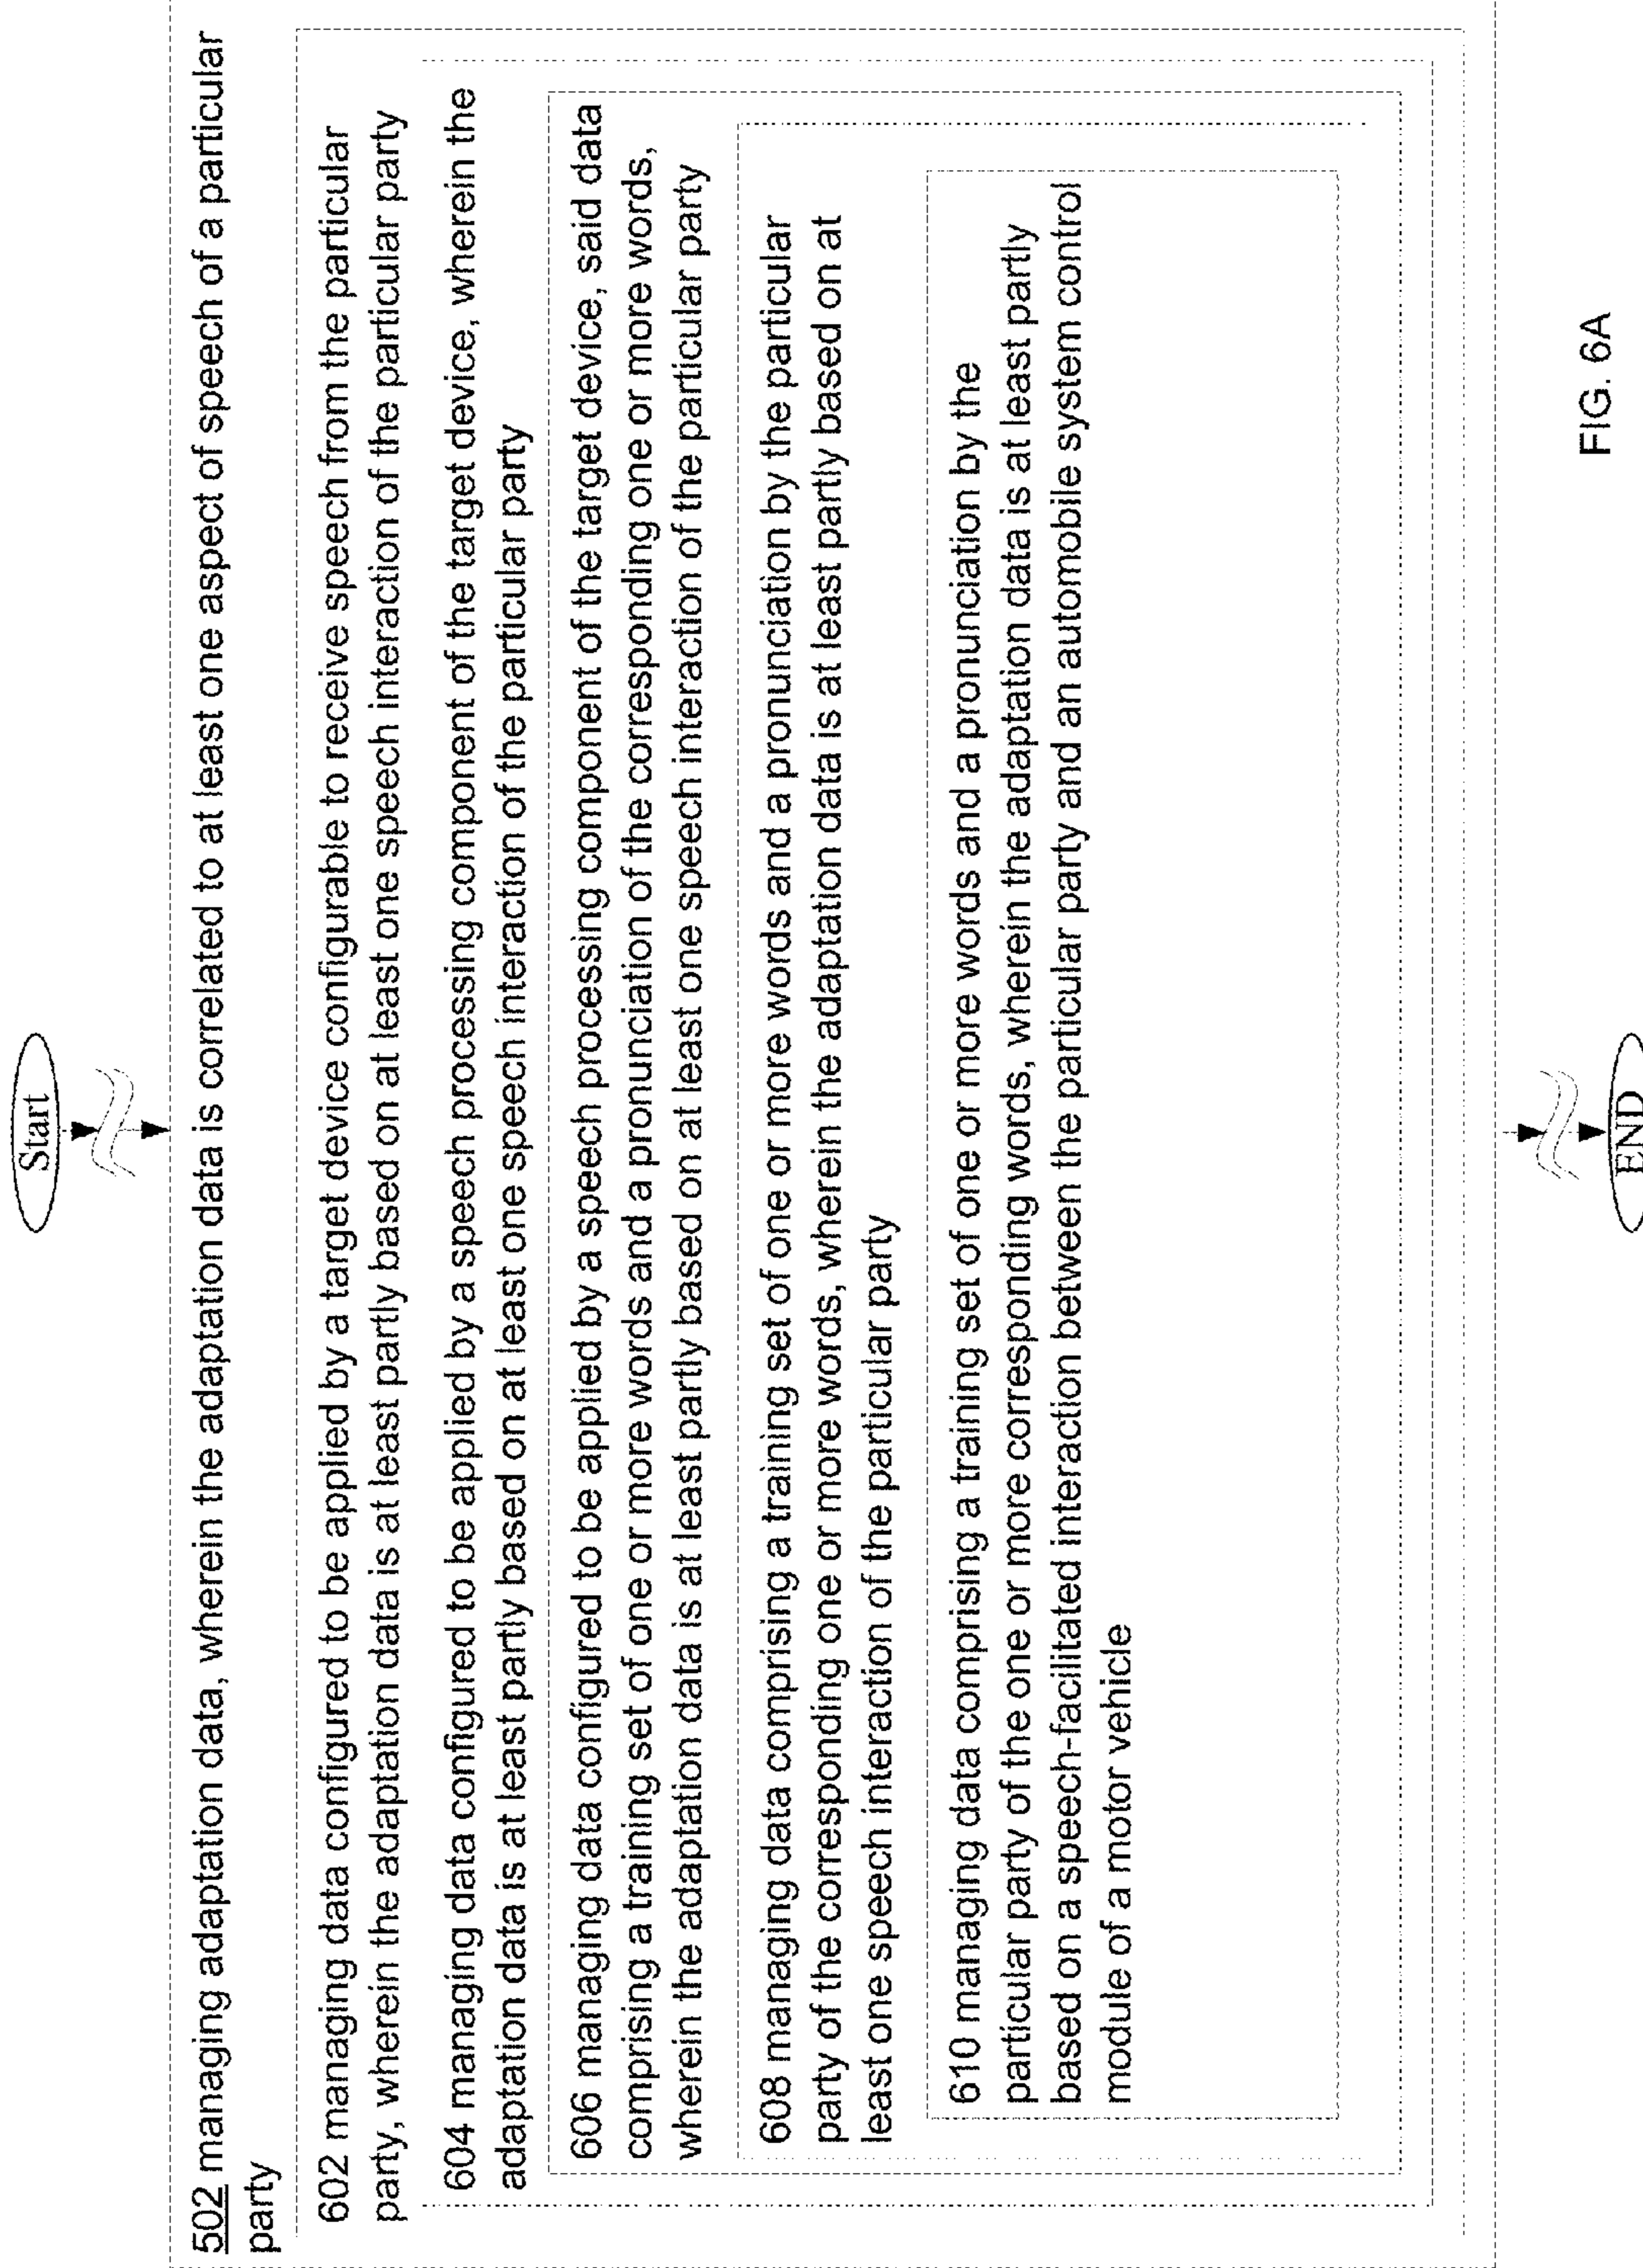 Start
502 managing adaptation data, wherein the adaptation data is correlated to at least one aspect of speech of a particular
party
602 managing data configured to be applied by a target device configurable to receive speech from the particular
party, wherein the adaptation data is at least partly based on at least one speech interaction of the particular party
604 managing data configured to be applied by a speech processing component of the target device, wherein the
adaptation data is at least partly based on at least one speech interaction of the particular party
606 managing data configured to be applied by a speech processing component of the target device, said data
comprising a training set of one or more words and a pronunciation of the corresponding one or more words,
wherein the adaptation data is at least partly based on at least one speech interaction of the particular party
608 managing data comprising a training set of one or more words and a pronunciation by the particular
party of the corresponding one or more words, wherein the adaptation data is at least partly based on at
least one speech interaction of the particular party
610 managing data comprising a training set of one or more words and a pronunciation by the
particular party of the one or more corresponding words, wherein the adaptation data is at least partly
based on a speech-facilitated interaction between the particular party and an automobile system control
module of a motor vehicle
END
FIG. 6A